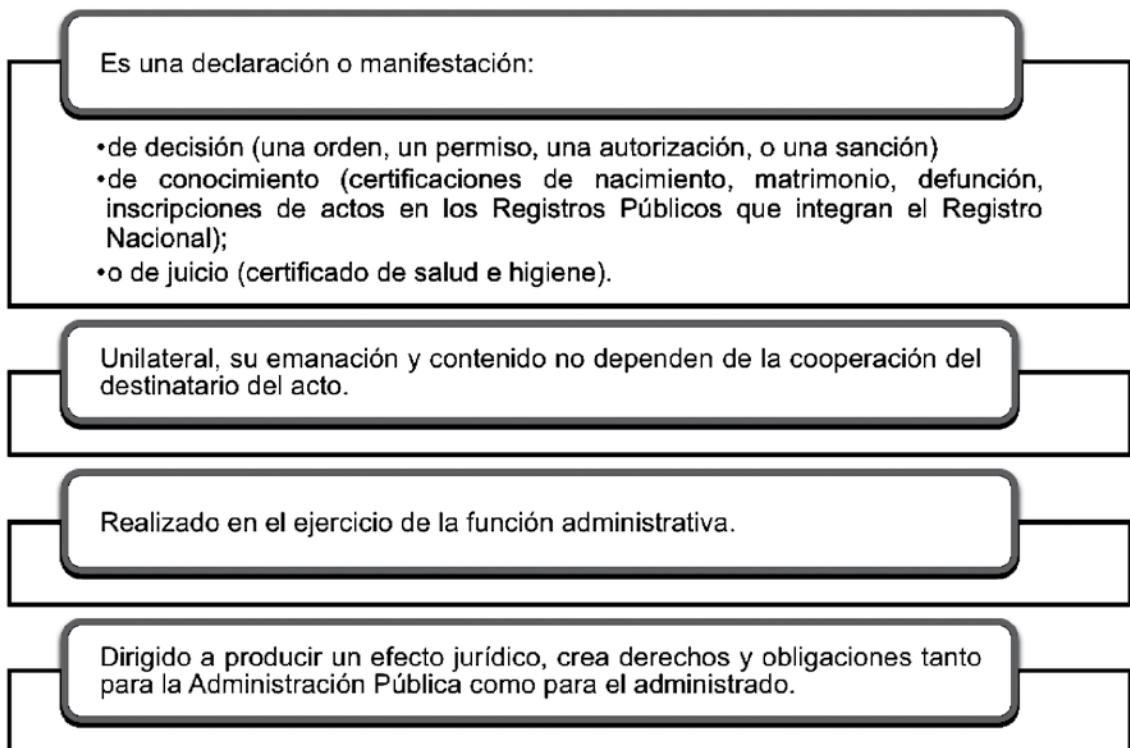 Es una declaración o manifestación:
•de decisión (una orden, un permiso, una autorización, o una sanción)
•de conocimiento (certificaciones de nacimiento, matrimonio, defunción,
inscripciones de actos en los Registros Públicos que integran el Registro
Nacional);
•o de juicio (certificado de salud e higiene).
Unilateral, su emanación y contenido no dependen de la cooperación del
destinatario del acto.
Realizado en el ejercicio de la función administrativa.
Dirigido a producir un efecto jurídico, crea derechos y obligaciones tanto
para la Administración Pública como para el administrado.